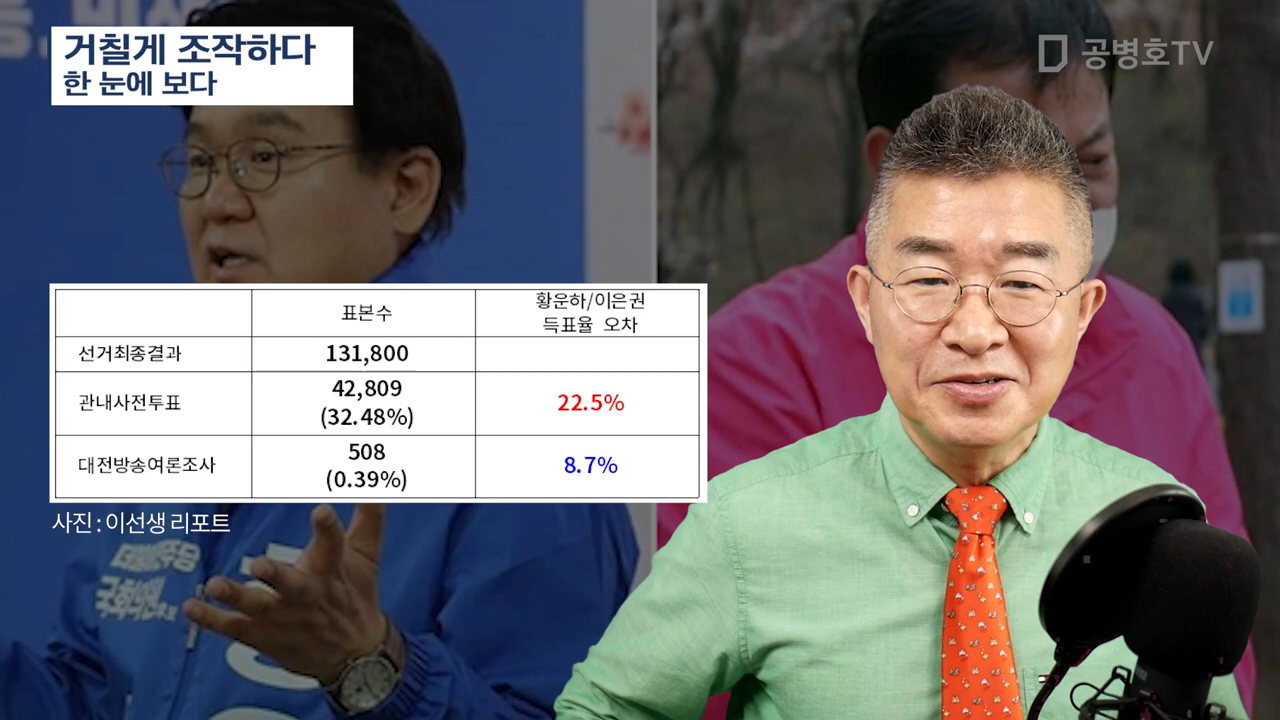 거칠게 조작하다
한 눈에 보다
공병호TV
표본수
황운하/이은권
득표율 오차
선거최종결과
131,800
관내사전투표
42,809
(32.48%)
22.5%
대전방송여론조사
508
(0.39%)
8.7%
사진 : 이선생 리포트